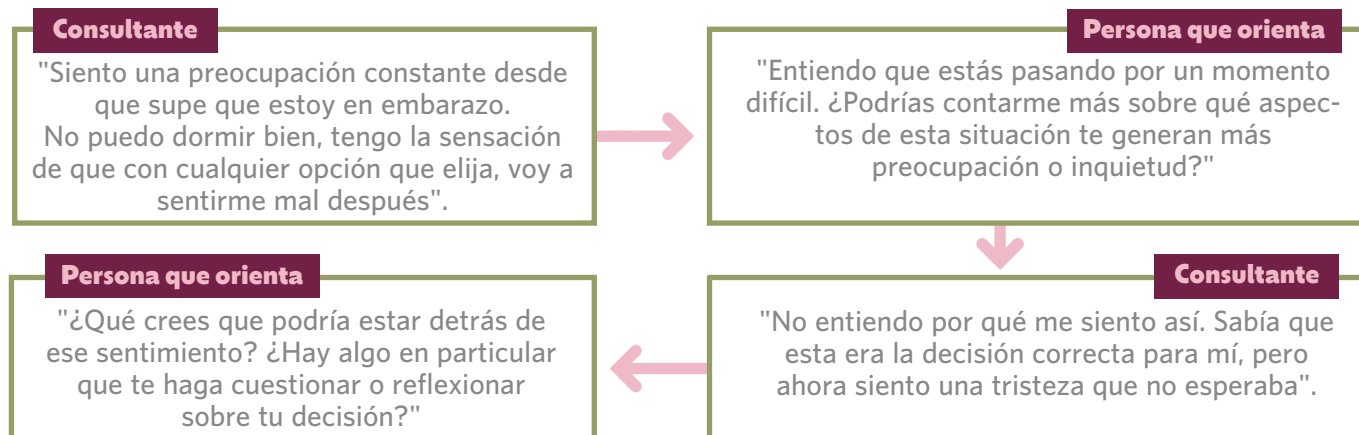 Consultante
"Siento una preocupación constante desde
que supe que estoy en embarazo.
No puedo dormir bien, tengo la sensación
de que con cualquier opción que elija, voy a
sentirme mal después".
Persona que orienta
"Entiendo que estás pasando por un momento
difícil. ¿Podrías contarme más sobre qué aspec-
tos de esta situación te generan más
preocupación o inquietud?"
Consultante
"No entiendo por qué me siento así. Sabía que
esta era la decisión correcta para mí, pero
ahora siento una tristeza que no esperaba".
Persona que orienta
"¿Qué crees que podría estar detrás de
ese sentimiento? ¿Hay algo en particular
que te haga cuestionar o reflexionar
sobre tu decisión?"